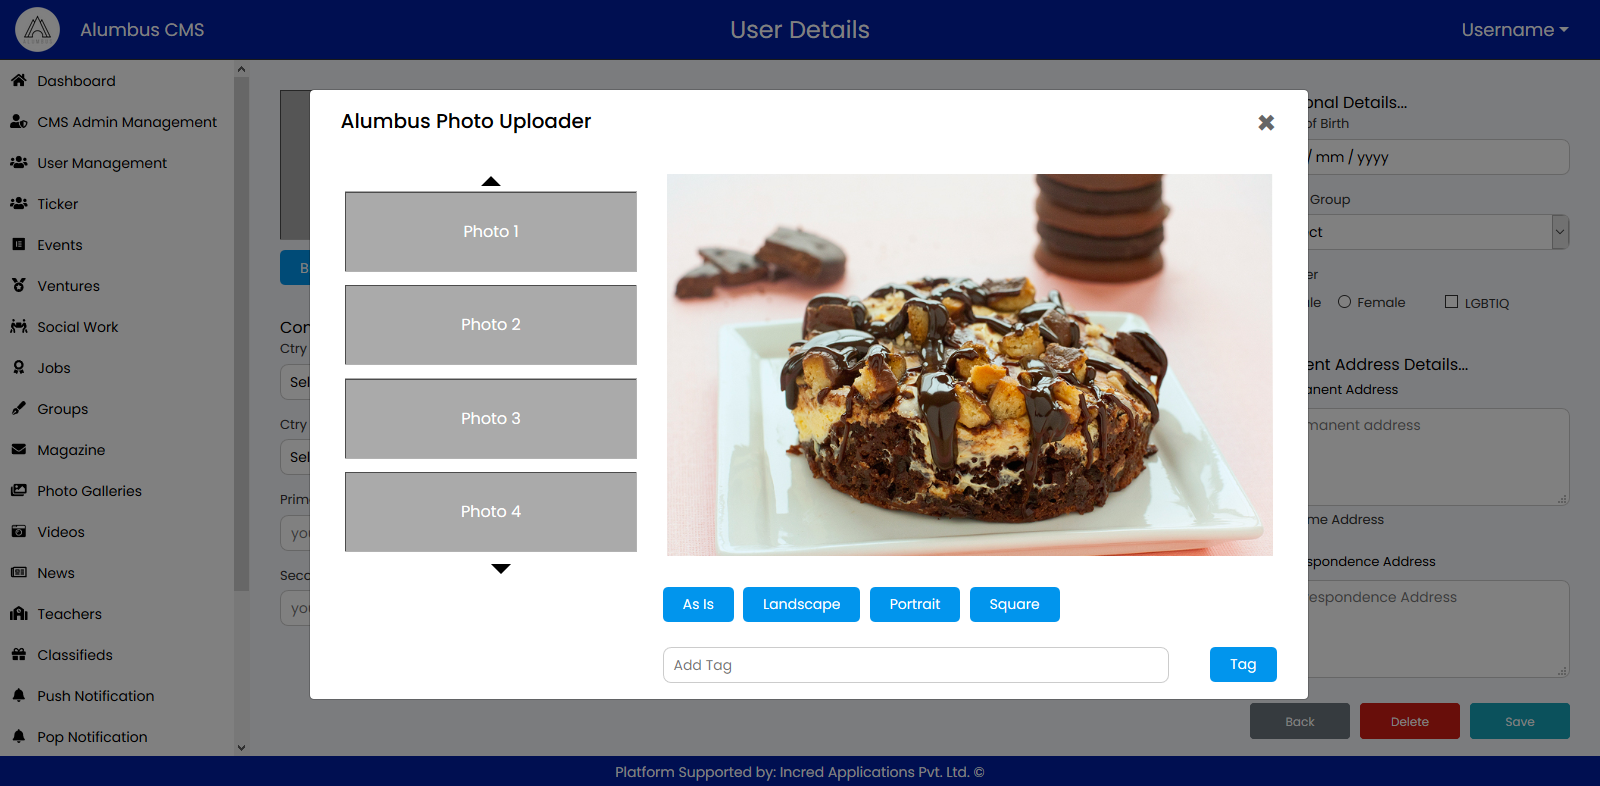 Alumbus CMS
User Details
Username
Dashboard
CMS Admin Management
User Management
Ticker
Events
Ventures
Social Work
Jobs
Groups
Magazine
Photo Galleries
Videos
News
Teachers
Classifieds
Push Notification
Pop Notification
B
Con
Ctry
Sel
Ctry
Sel
Prim
you
Seco
you
Alumbus Photo Uploader
Photo 1
Photo 2
Photo 3
Photo 4
As Is
Landscape
Portrait
Square
Add Tag
Tag
onal Details...
of Birth
/ mm / yyyy
Group
ct
er
le
Female
LGBTIQ
ent Address Details...
anent Address
manent address
me Address
spondence Address
espondence Address
Back
Delete
Save
Platform Supported by: Incred Applications Pvt. Ltd. ©